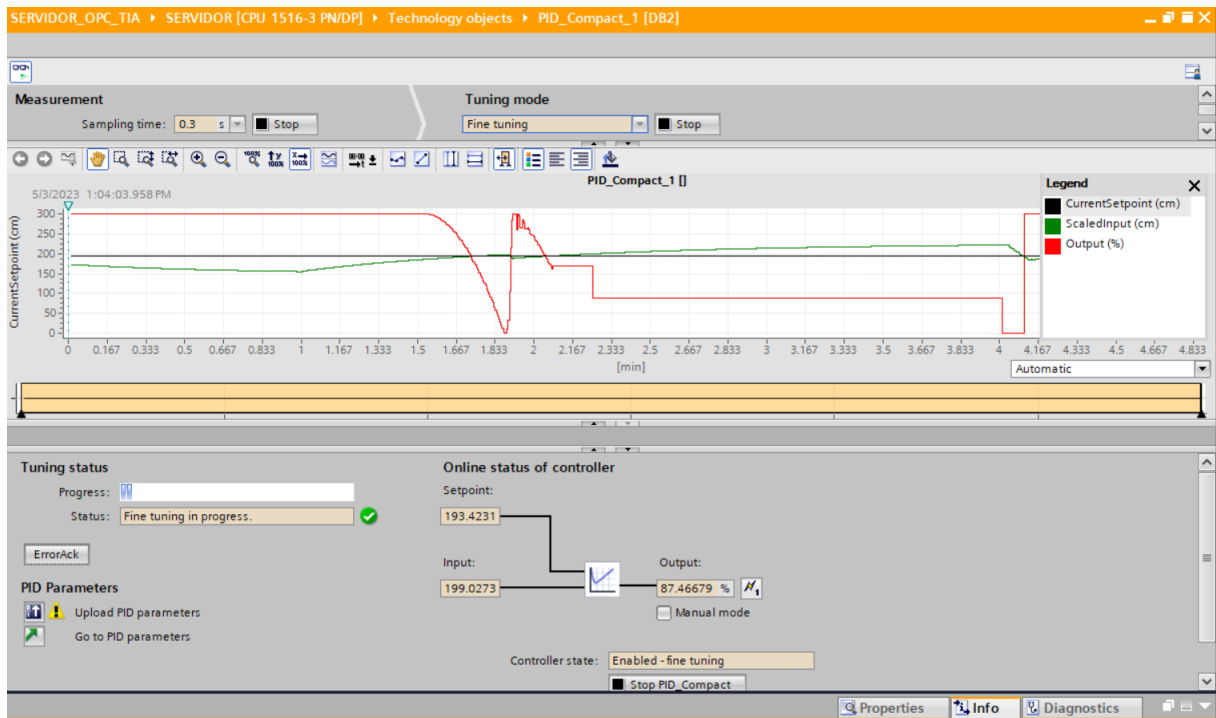 SERVIDOR_OPC_TIA ▸ SERVIDOR [CPU 1516-3 PN/DP] ▸ Technology objects ▸ PID_Compact_1 [DB2]
Measurement
Sampling time: 0.3 s Stop
Tuning mode
Fine tuning Stop
PID_Compact_1 []
5/3/2023 1:04:03.958 PM
CurrentSetpoint (cm)
300
250
200
150
100
50
0
0 0.167 0.333 0.5 0.667 0.833 1 1.167 1.333 1.5 1.667 1.833 2 2.167 2.333 2.5 2.667 2.833 3 3.167 3.333 3.5 3.667 3.833 4 4.167 4.333 4.5 4.667 4.833
[min]
Legend
CurrentSetpoint (cm)
ScaledInput (cm)
Output (%)
Automatic
Tuning status
Progress:
Status: Fine tuning in progress.
ErrorAck
PID Parameters
Upload PID parameters
Go to PID parameters
Online status of controller
Setpoint:
193.4231
Input:
199.0273
Output:
87.46679 %
Manual mode
Controller state: Enabled - fine tuning
Stop PID_Compact
Properties Info Diagnostics